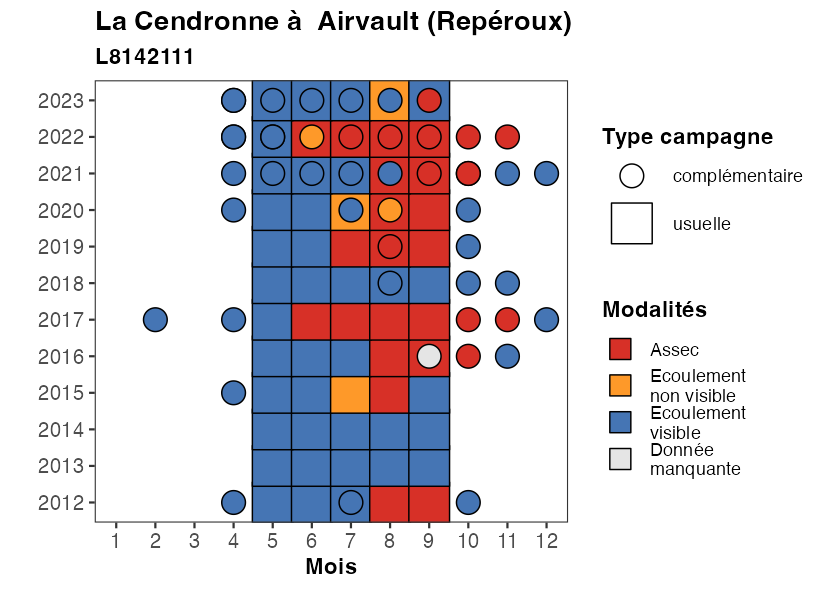 La Cendronne à  Airvault (Repéroux)
L8142111
2023
2022
2021
2020
2019
2018
2017
2016
2015
2014
2013
2012
1 2 3 4 5 6 7 8 9 10 11 12
Mois
Type campagne
complémentaire
usuelle
Modalités
Assec
Ecoulement
non visible
Ecoulement
visible
Donnée
manquante